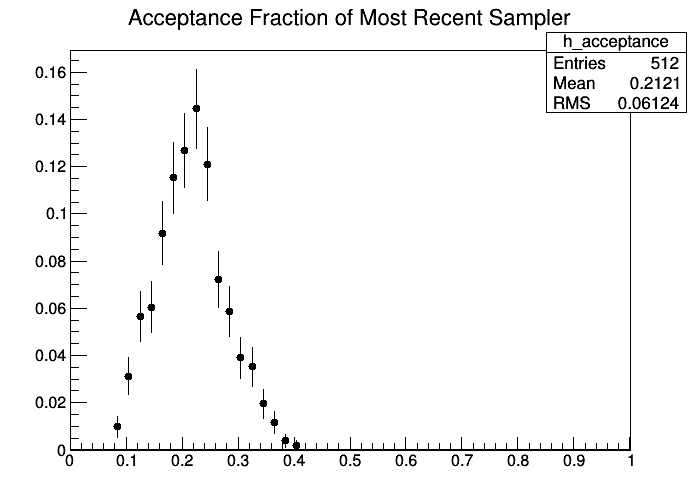 Acceptance Fraction of Most Recent Sampler
h_acceptance
Entries 512
Mean 0.2121
RMS 0.06124
0.16
0.14
0.12
0.1
0.08
0.06
0.04
0.02
0
0 0.1 0.2 0.3 0.4 0.5 0.6 0.7 0.8 0.9 1